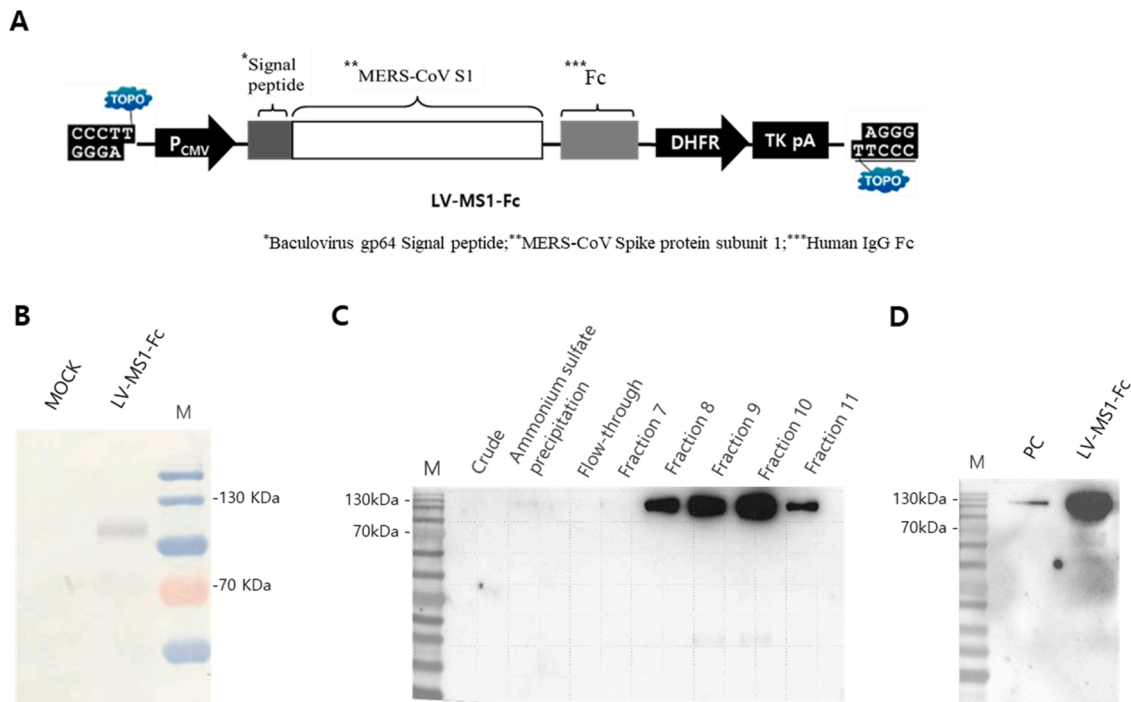 A
*Signal
peptide
**MERS-CoV S1
***Fc
TOPO
CCCTT
GGGA
PCMV
DHFR
TK pA
AGGG
TTCCC
TOPO
LV-MS1-Fc
*Baculovirus gp64 Signal peptide;**MERS-CoV Spike protein subunit 1;***Human IgG Fc
B
MOCK
LV-MS1-Fc
M
-130 KDa
-70 KDa
C
M
Crude
Ammonium sulfate
precipitation
Flow-through
Fraction 7
Fraction 8
Fraction 9
Fraction 10
Fraction 11
130kDa -
70kDa -
D
M
PC
LV-MS1-Fc
130kDa -
70kDa -